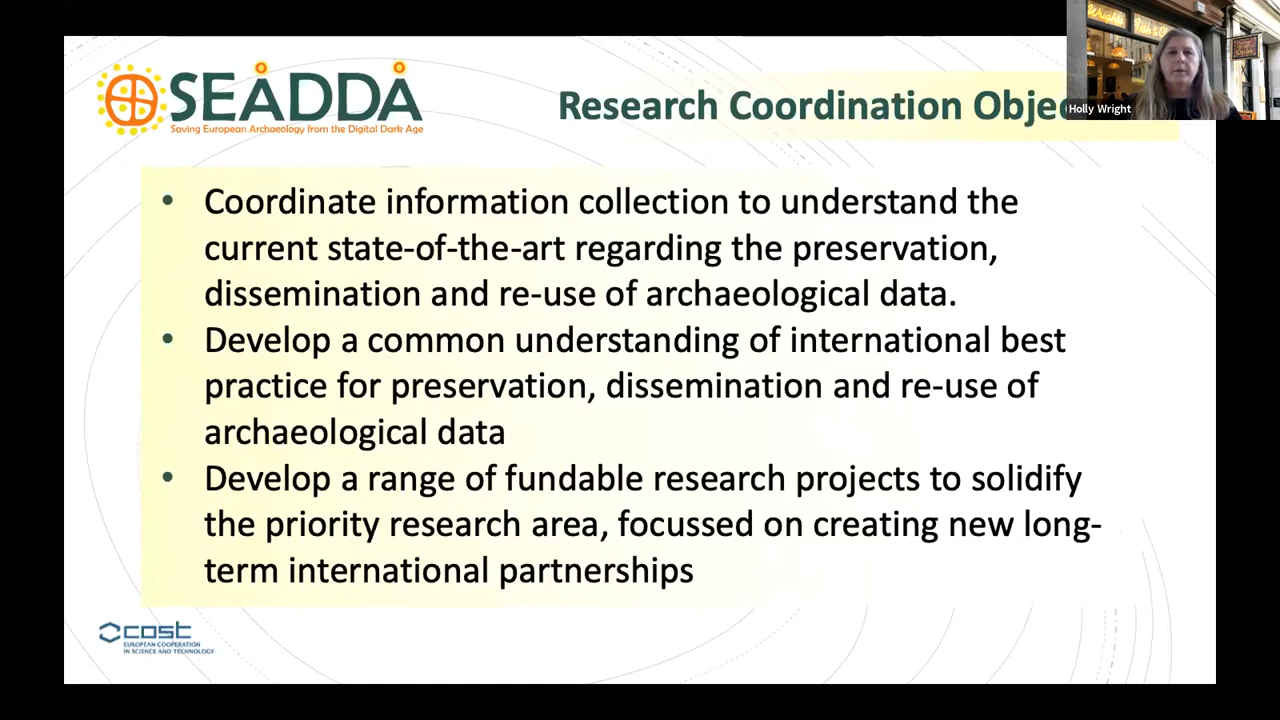 SEADDA
Saving European Archaeology from the Digital Dark Age
Research Coordination Obje
Holly Wright
• Coordinate information collection to understand the
current state-of-the-art regarding the preservation,
dissemination and re-use of archaeological data.
• Develop a common understanding of international best
practice for preservation, dissemination and re-use of
archaeological data
• Develop a range of fundable research projects to solidify
the priority research area, focussed on creating new long-
term international partnerships
cost
EUROPEAN COOPERATION
IN SCIENCE AND TECHNOLOGY